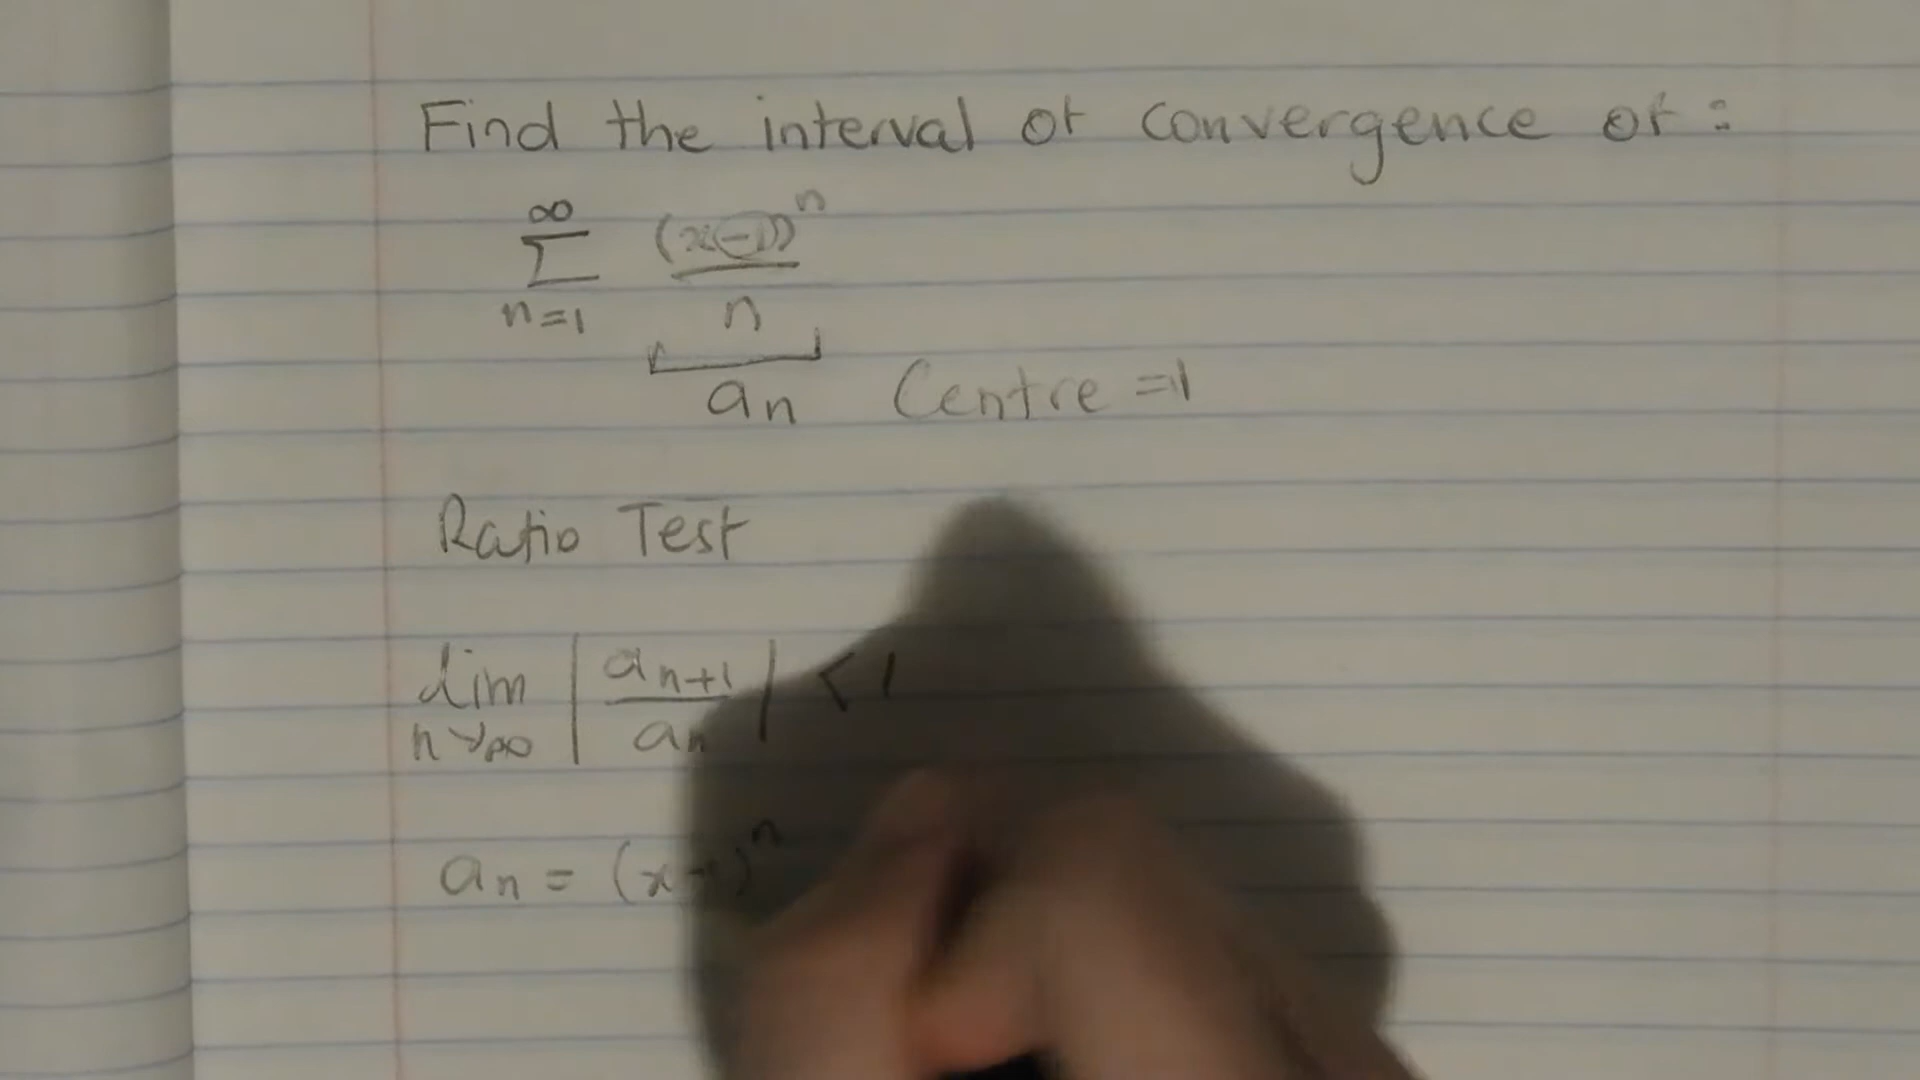 Find the interval of convergence of:
∞
Σ (x-1)^n / n
n=1
an Centre =1
Ratio Test
lim n→∞ | an+1 / an | < 1
an = (x-1)^n